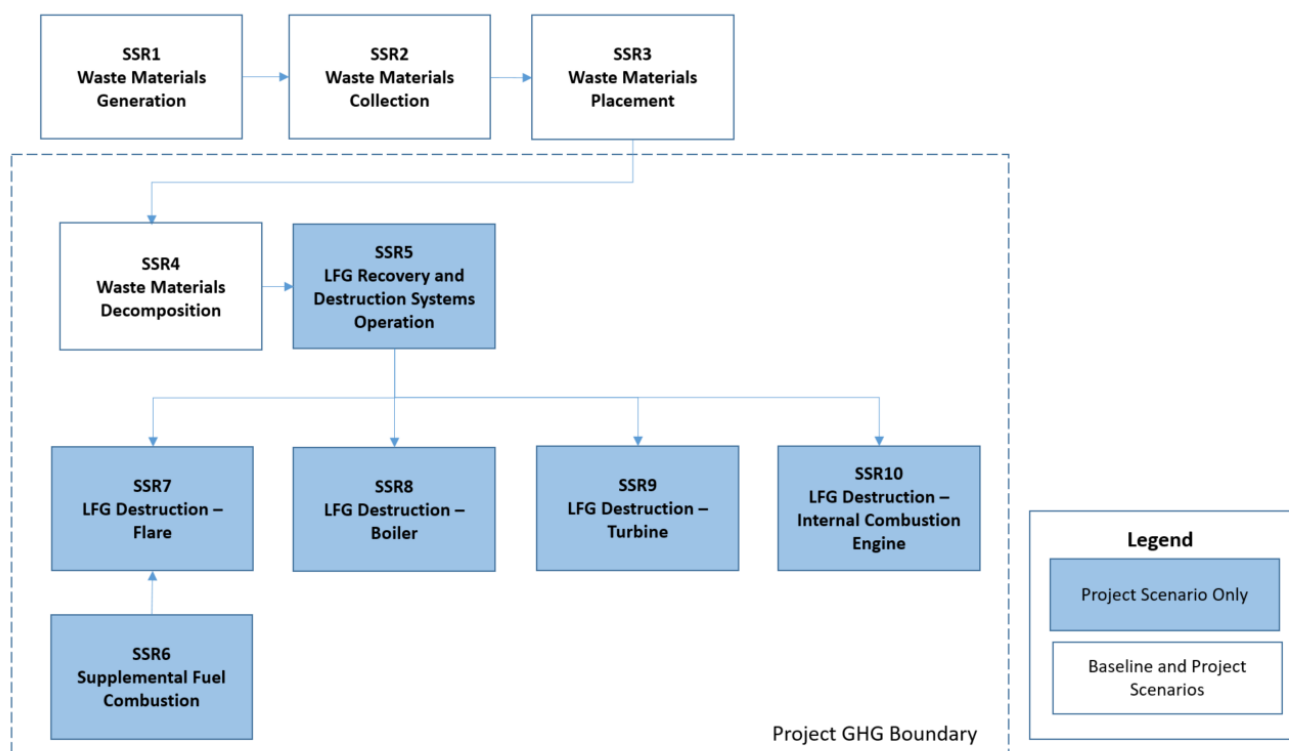 SSR1
Waste Materials
Generation
SSR2
Waste Materials
Collection
SSR3
Waste Materials
Placement
SSR4
Waste Materials
Decomposition
SSR5
LFG Recovery and
Destruction Systems
Operation
SSR7
LFG Destruction –
Flare
SSR8
LFG Destruction –
Boiler
SSR9
LFG Destruction –
Turbine
SSR10
LFG Destruction –
Internal Combustion
Engine
SSR6
Supplemental Fuel
Combustion
Project GHG Boundary
Legend
Project Scenario Only
Baseline and Project
Scenarios